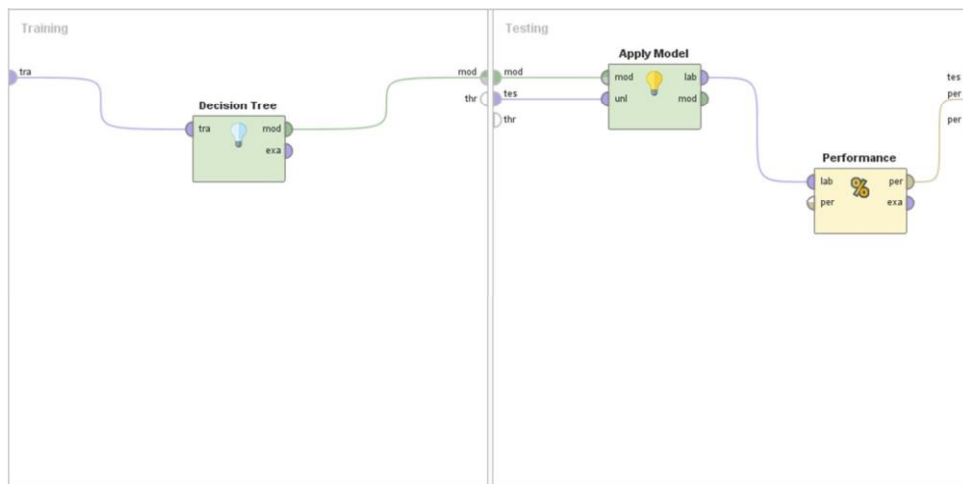 Training
tra
Decision Tree
tra
mod
exa
mod
thr
Testing
mod
tes
thr
Apply Model
mod
lab
unl
mod
Performance
lab
%
per
per
exa
tes
per
per